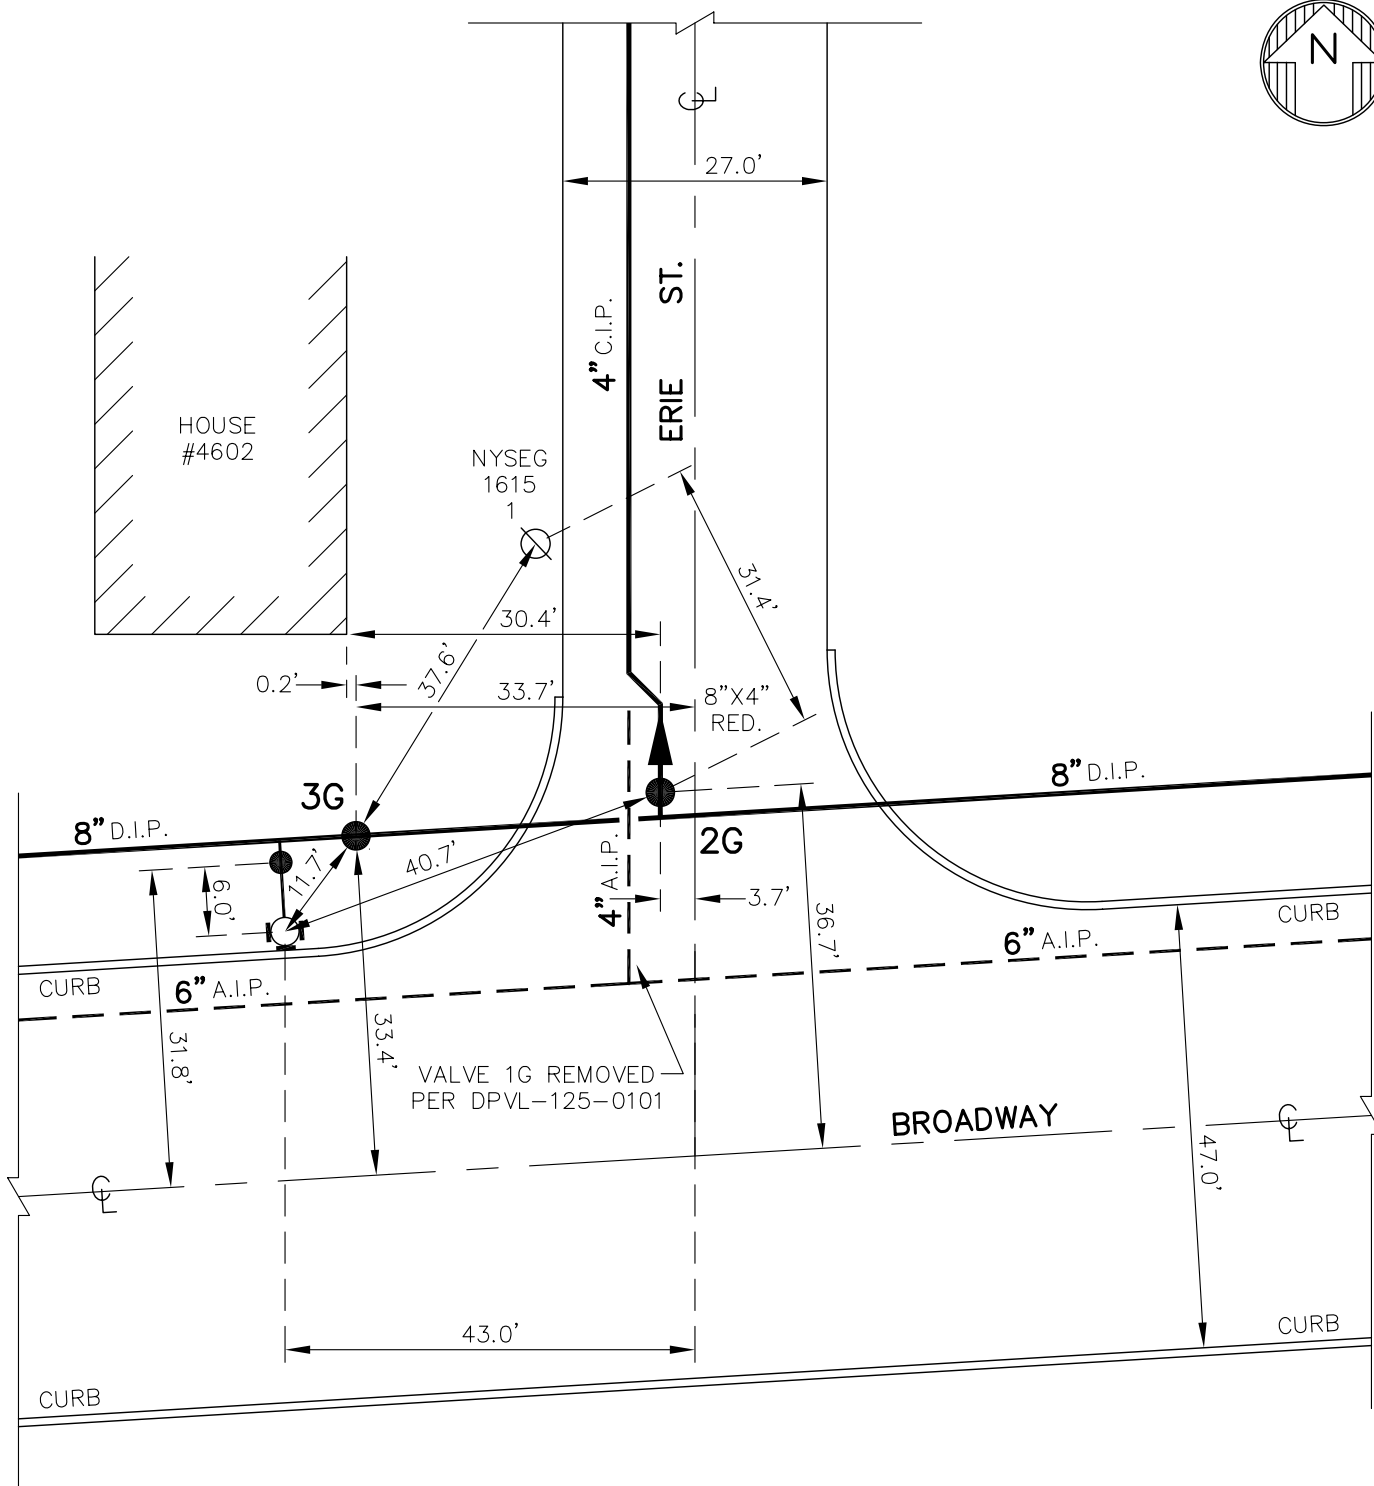 N
27.0'
ERIE ST.
4" C.I.P.
HOUSE
#4602
NYSEG
1615
1
31.4'
30.4'
37.6'
0.2'
33.7'
8"X4"
RED.
3G
8" D.I.P.
8" D.I.P.
2G
11.7'
40.7'
4" A.I.P.
6.0'
3.7'
36.7'
CURB
6" A.I.P.
CURB
6" A.I.P.
31.8'
33.4'
VALVE 1G REMOVED
PER DPVL-125-0101
BROADWAY
℄
℄
℄
47.0'
43.0'
CURB
CURB